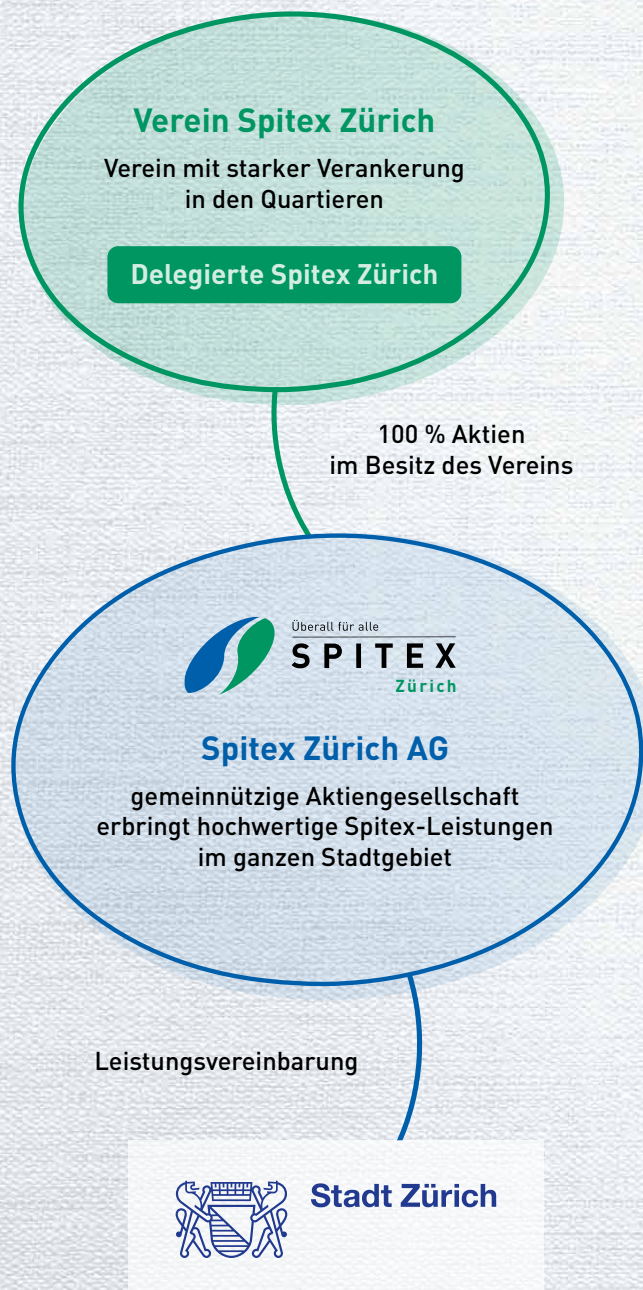 Verein Spitex Zürich
Verein mit starker Verankerung
in den Quartieren
Delegierte Spitex Zürich
100 % Aktien
im Besitz des Vereins
Überall für alle
SPITEX
Zürich
Spitex Zürich AG
gemeinnützige Aktiengesellschaft
erbringt hochwertige Spitex-Leistungen
im ganzen Stadtgebiet
Leistungsvereinbarung
Stadt Zürich